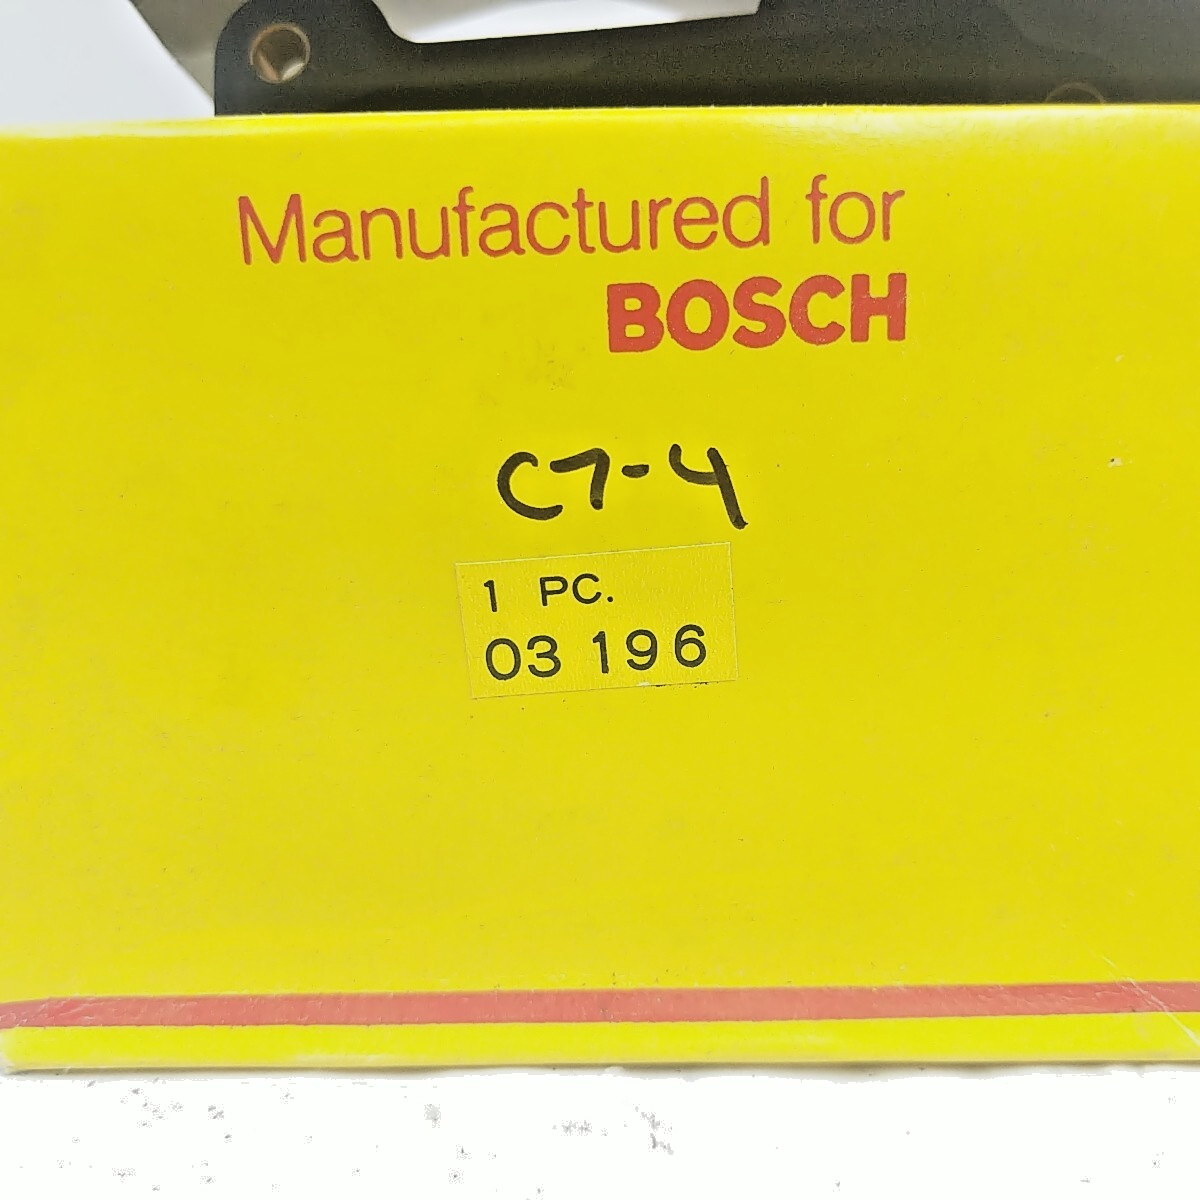 Manufactured for
BOSCH
C7-4
1 PC.
03 196